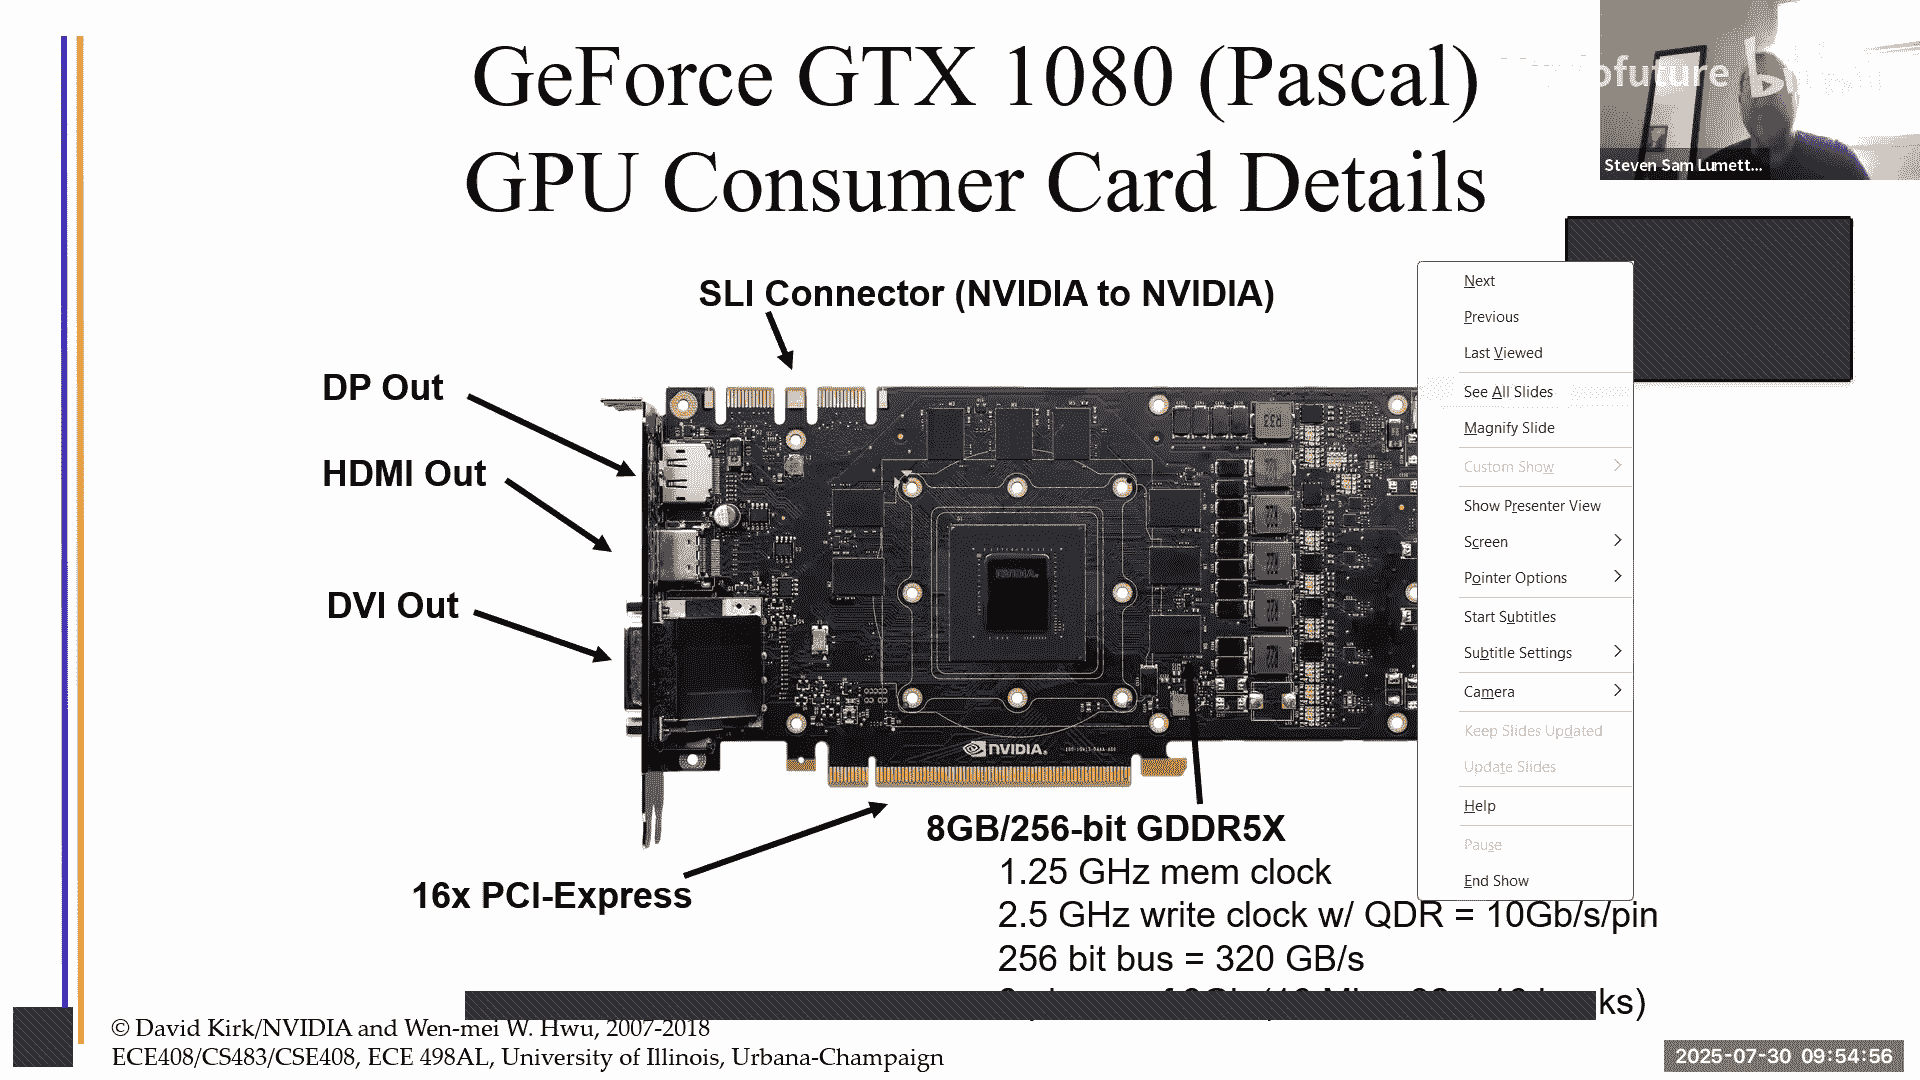 GeForce GTX 1080 (Pascal)
GPU Consumer Card Details
ofuture
Steven Sam Lumett...
SLI Connector (NVIDIA to NVIDIA)
DP Out
HDMI Out
DVI Out
16x PCI-Express
NVIDIA.
NVIDIA.
R33
8GB/256-bit GDDR5X
1.25 GHz mem clock
2.5 GHz write clock w/ QDR = 10Gb/s/pin
256 bit bus = 320 GB/s
ks)
Next
Previous
Last Viewed
See All Slides
Magnify Slide
Custom Show
Show Presenter View
Screen
Pointer Options
Start Subtitles
Subtitle Settings
Camera
Keep Slides Updated
Update Slides
Help
Pause
End Show
© David Kirk/NVIDIA and Wen-mei W. Hwu, 2007-2018
ECE408/CS483/CSE408, ECE 498AL, University of Illinois, Urbana-Champaign
2025-07-30 09:54:56